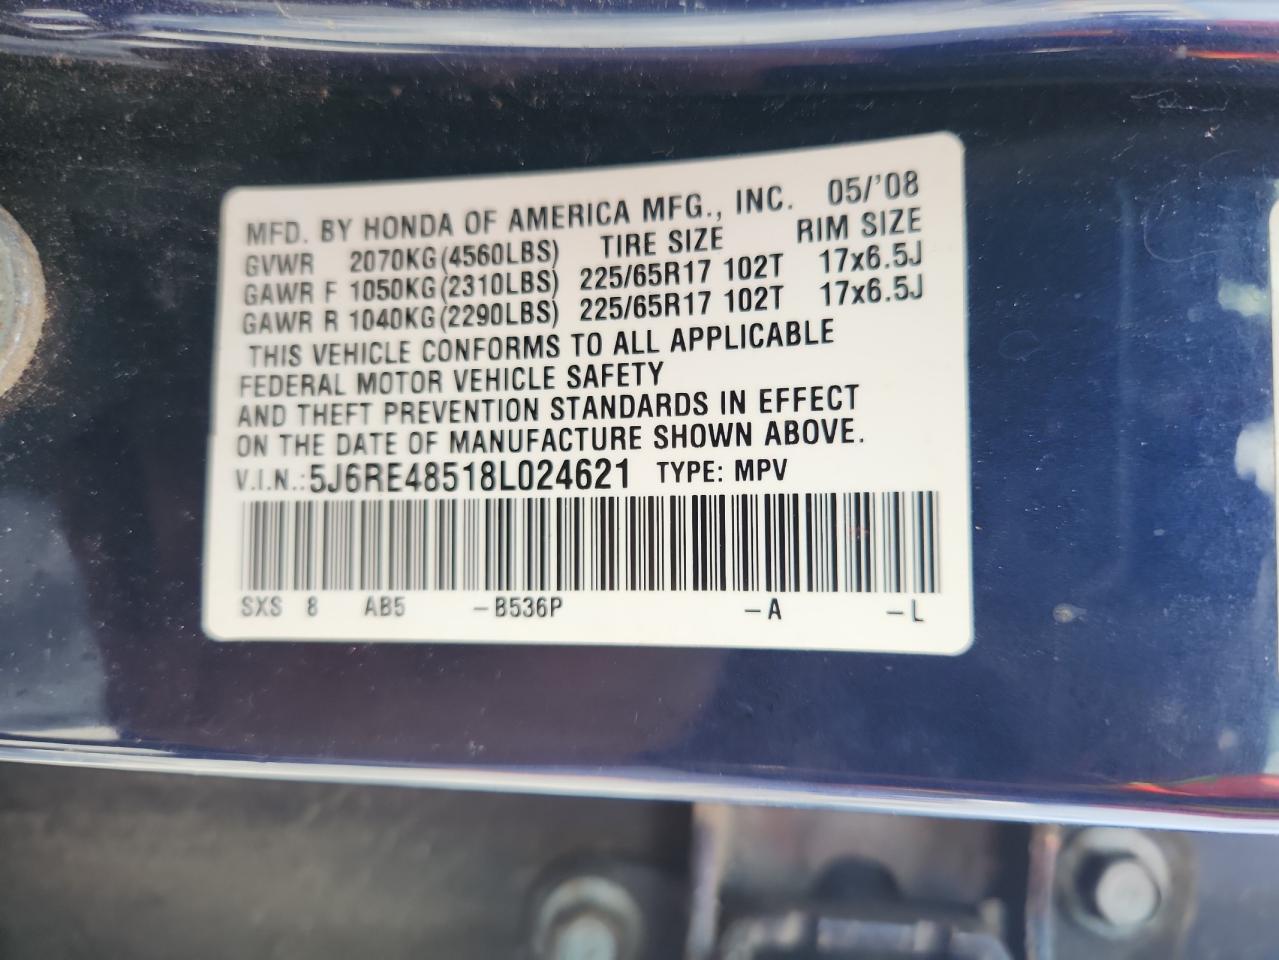 MFD. BY HONDA OF AMERICA MFG., INC. 05/'08
GVWR 2070KG(4560LBS) TIRE SIZE RIM SIZE
GAWR F 1050KG(2310LBS) 225/65R17 102T 17x6.5J
GAWR R 1040KG(2290LBS) 225/65R17 102T 17x6.5J
THIS VEHICLE CONFORMS TO ALL APPLICABLE
FEDERAL MOTOR VEHICLE SAFETY
AND THEFT PREVENTION STANDARDS IN EFFECT
ON THE DATE OF MANUFACTURE SHOWN ABOVE.
V.I.N.:5J6RE48518L024621 TYPE: MPV
SXS 8 AB5 -B536P -A -L